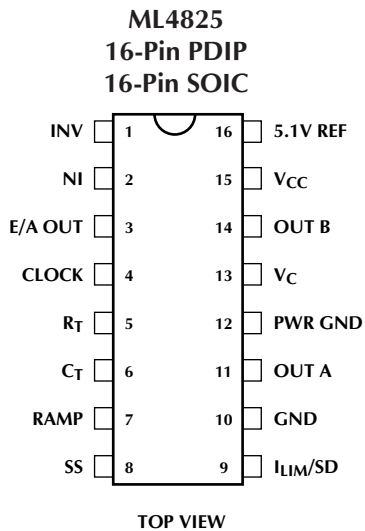 ML4825
16-Pin PDIP
16-Pin SOIC
INV 1 16 5.1V REF
NI 2 15 VCC
E/A OUT 3 14 OUT B
CLOCK 4 13 VC
RT 5 12 PWR GND
CT 6 11 OUT A
RAMP 7 10 GND
SS 8 9 ILIM/SD
TOP VIEW